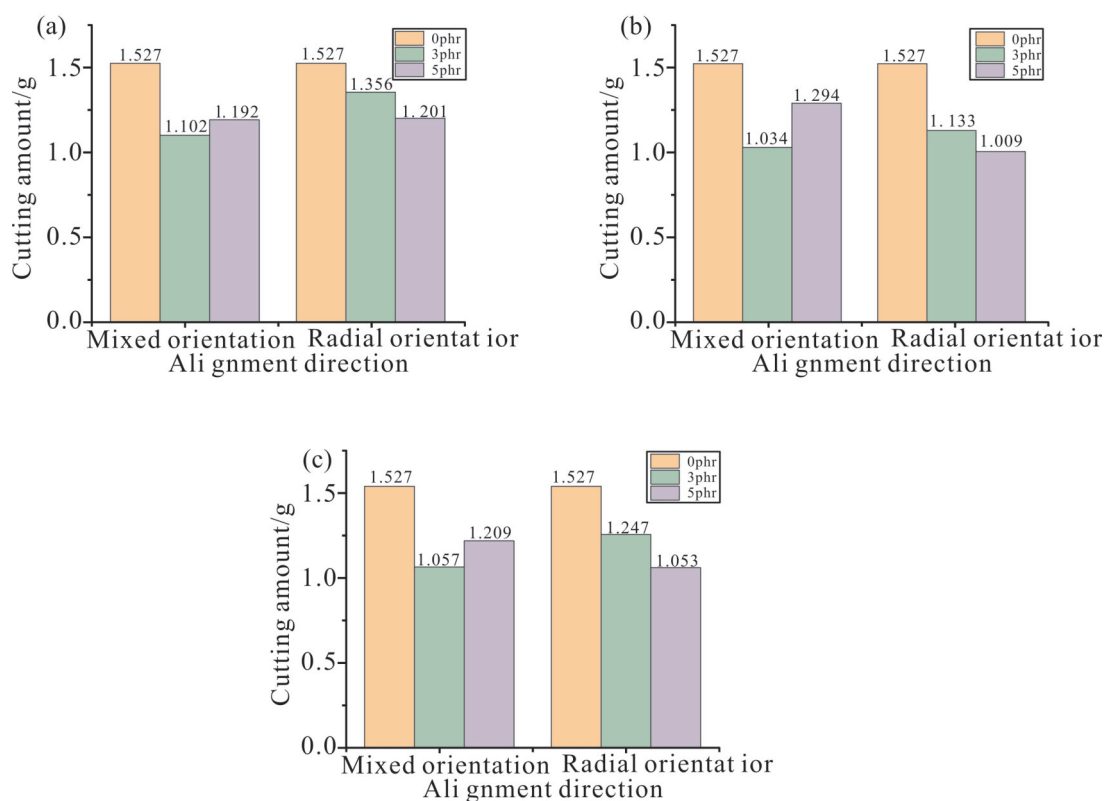 (a)
0phr
3phr
5phr
1.527
1.102
1.192
1.527
1.356
1.201
Cutting amount/g
1.5
1.0
0.5
0.0
Mixed orientation Radial orientat ior
Ali gnment direction
(b)
0phr
3phr
5phr
1.527
1.034
1.294
1.527
1.133
1.009
Cutting amount/g
1.5
1.0
0.5
0.0
Mixed orientation Radial orientat ior
Ali gnment direction
(c)
0phr
3phr
5phr
1.527
1.057
1.209
1.527
1.247
1.053
Cutting amount/g
1.5
1.0
0.5
0.0
Mixed orientation Radial orientat ior
Ali gnment direction